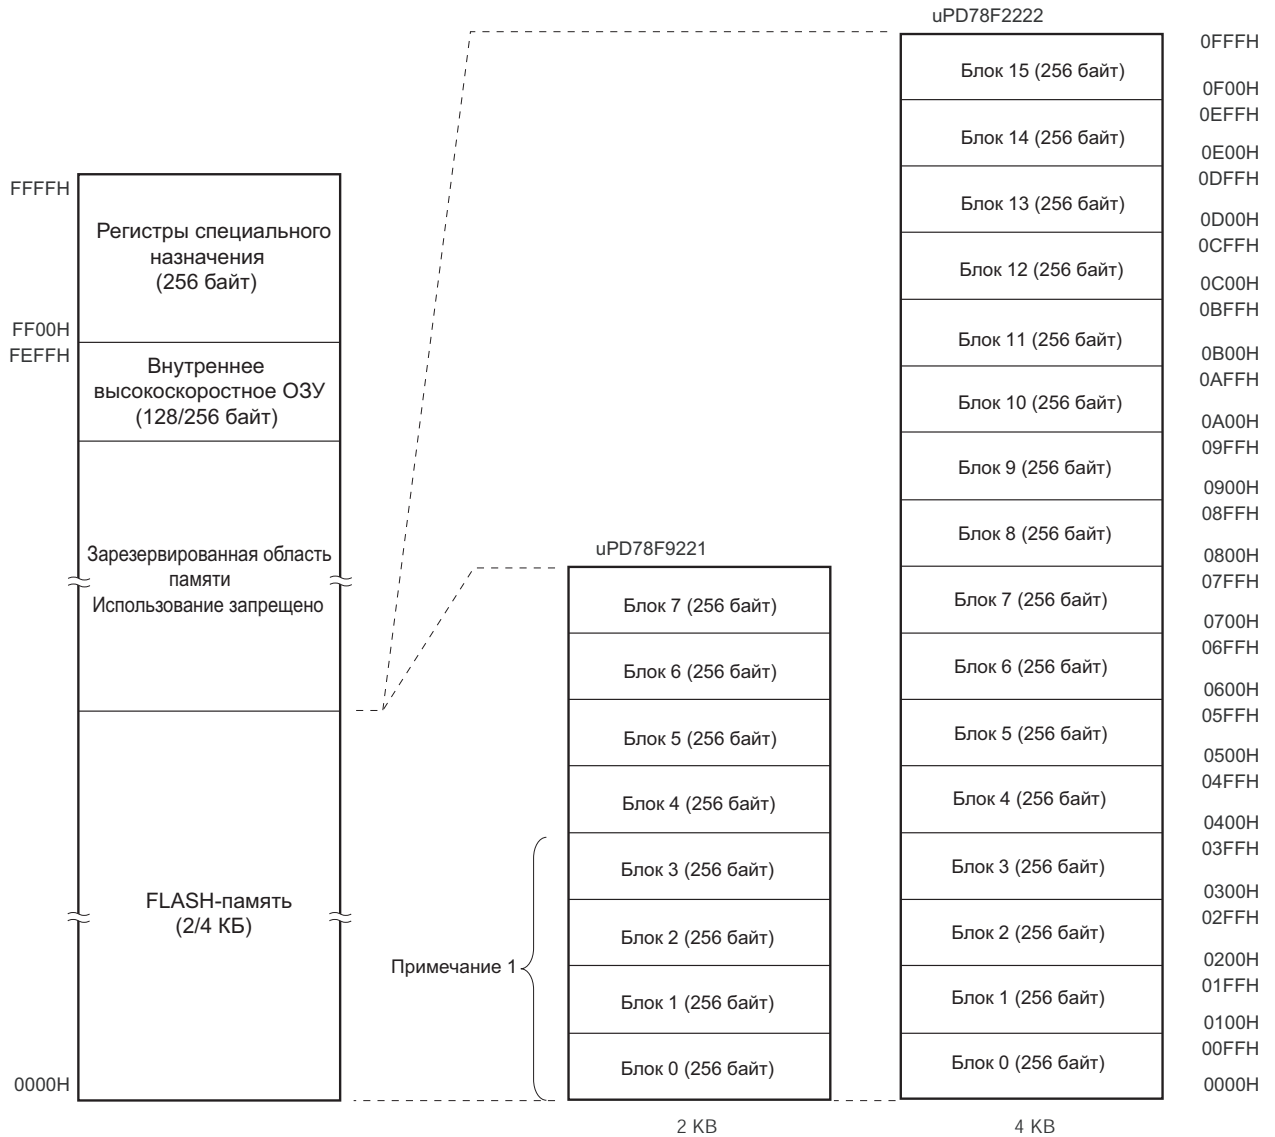 FFFFH
Регистры специального
назначения
(256 байт)
FF00H
FEFFH
Внутреннее
высокоскоростное ОЗУ
(128/256 байт)
Зарезервированная область
памяти
Использование запрещено
FLASH-память
(2/4 КБ)
0000H
Примечание 1
uPD78F9221
Блок 7 (256 байт)
Блок 6 (256 байт)
Блок 5 (256 байт)
Блок 4 (256 байт)
Блок 3 (256 байт)
Блок 2 (256 байт)
Блок 1 (256 байт)
Блок 0 (256 байт)
2 KB
uPD78F2222
Блок 15 (256 байт)
Блок 14 (256 байт)
Блок 13 (256 байт)
Блок 12 (256 байт)
Блок 11 (256 байт)
Блок 10 (256 байт)
Блок 9 (256 байт)
Блок 8 (256 байт)
Блок 7 (256 байт)
Блок 6 (256 байт)
Блок 5 (256 байт)
Блок 4 (256 байт)
Блок 3 (256 байт)
Блок 2 (256 байт)
Блок 1 (256 байт)
Блок 0 (256 байт)
4 KB
0FFFH
0F00H
0EFFH
0E00H
0DFFH
0D00H
0CFFH
0C00H
0BFFH
0B00H
0AFFH
0A00H
09FFH
0900H
08FFH
0800H
07FFH
0700H
06FFH
0600H
05FFH
0500H
04FFH
0400H
03FFH
0300H
02FFH
0200H
01FFH
0100H
00FFH
0000H